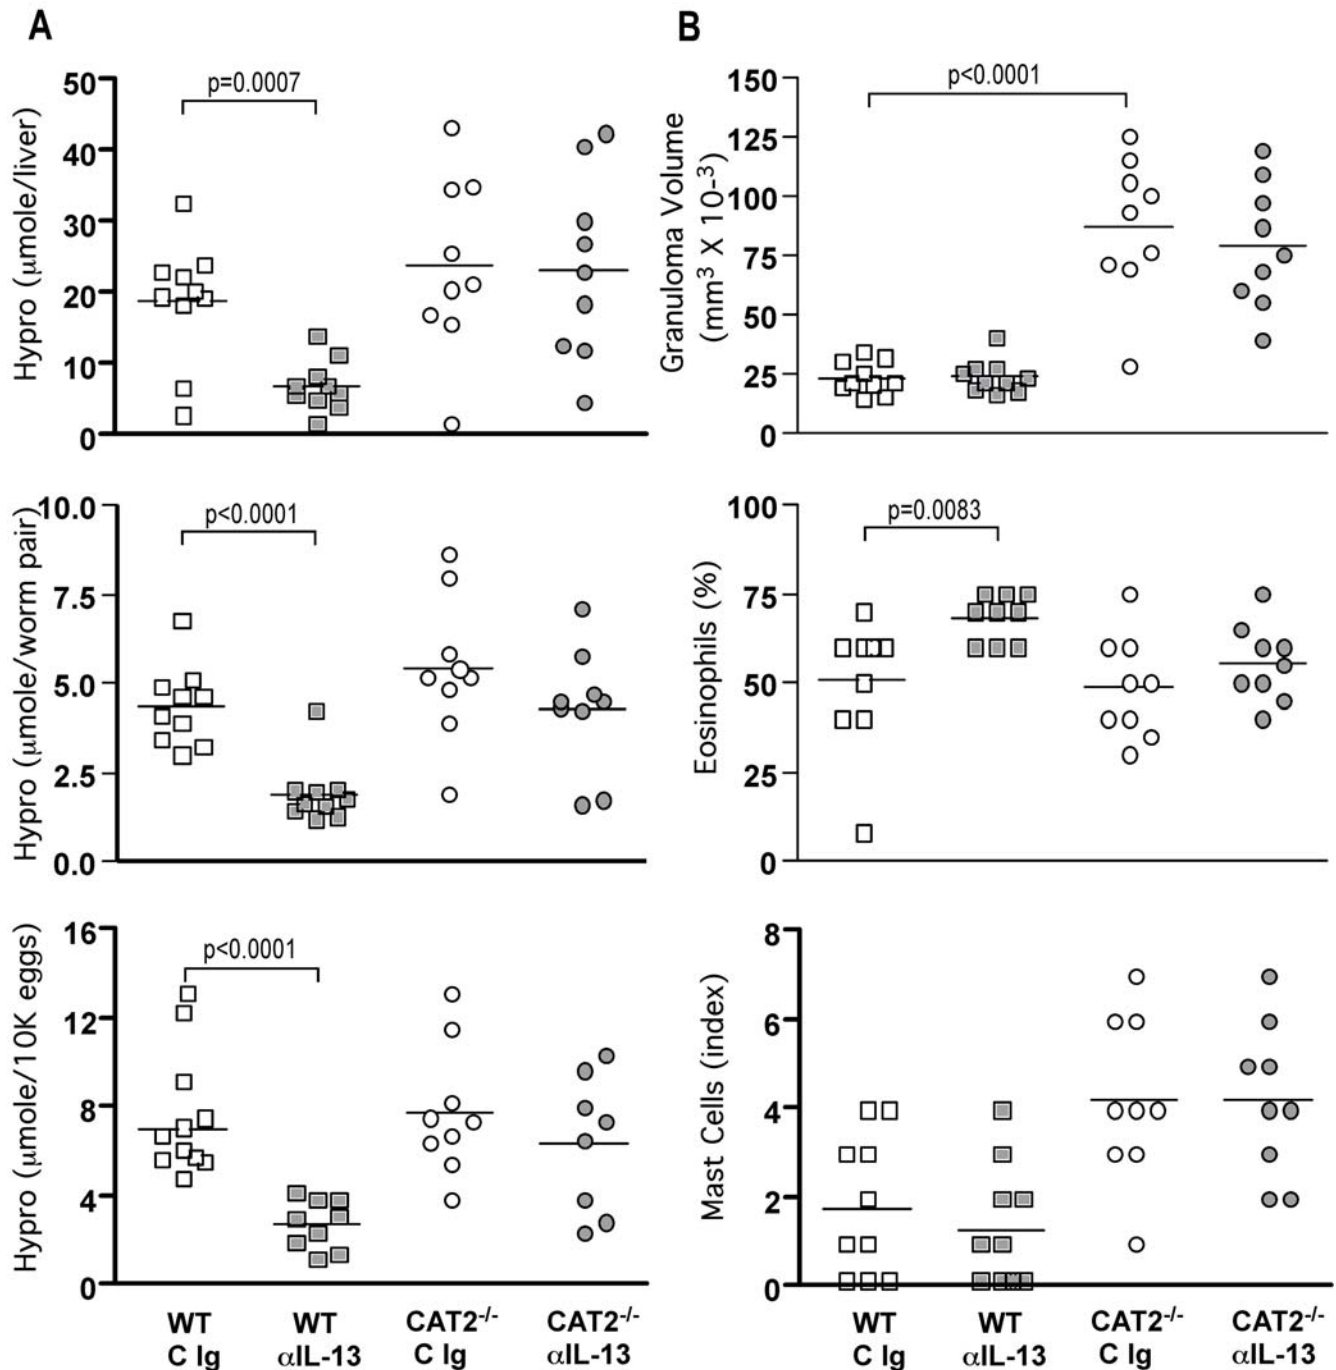 A
Hypro (μmole/liver)
50
40
30
20
10
0
p=0.0007
Hypro (μmole/worm pair)
10.0
7.5
5.0
2.5
0.0
p<0.0001
Hypro (μmole/10K eggs)
16
12
8
4
0
p<0.0001
WT
C Ig
WT
αIL-13
CAT2-/-
C Ig
CAT2-/-
αIL-13
B
Granuloma Volume
(mm3 X 10-3)
150
125
100
75
50
25
0
p<0.0001
Eosinophils (%)
100
75
50
25
0
p=0.0083
Mast Cells (index)
8
6
4
2
0
WT
C Ig
WT
αIL-13
CAT2-/-
C Ig
CAT2-/-
αIL-13